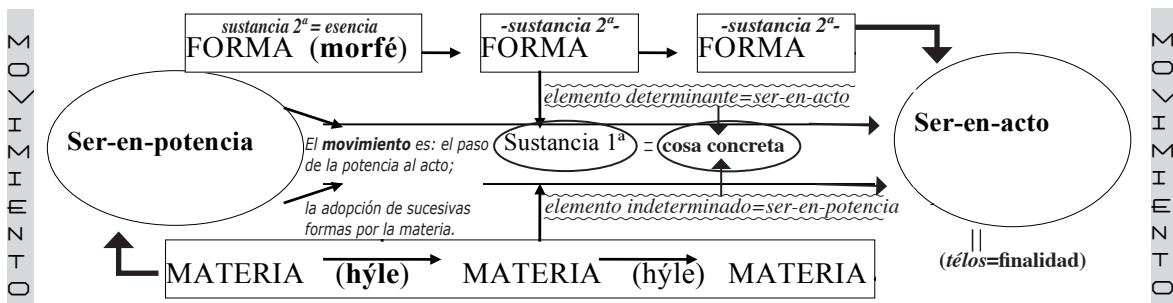 MOVIMIENTO
sustancia 2ª = esencia
FORMA (morfé)
-sustancia 2ª-
FORMA
-sustancia 2ª-
FORMA
elemento determinante=ser-en-acto
Ser-en-potencia
El movimiento es: el paso
de la potencia al acto;
la adopción de sucesivas
formas por la materia.
Sustancia 1ª = cosa concreta
elemento indeterminado=ser-en-potencia
Ser-en-acto
||
(télos=finalidad)
MATERIA (hýle) MATERIA (hýle) MATERIA
MOVIMIENTO